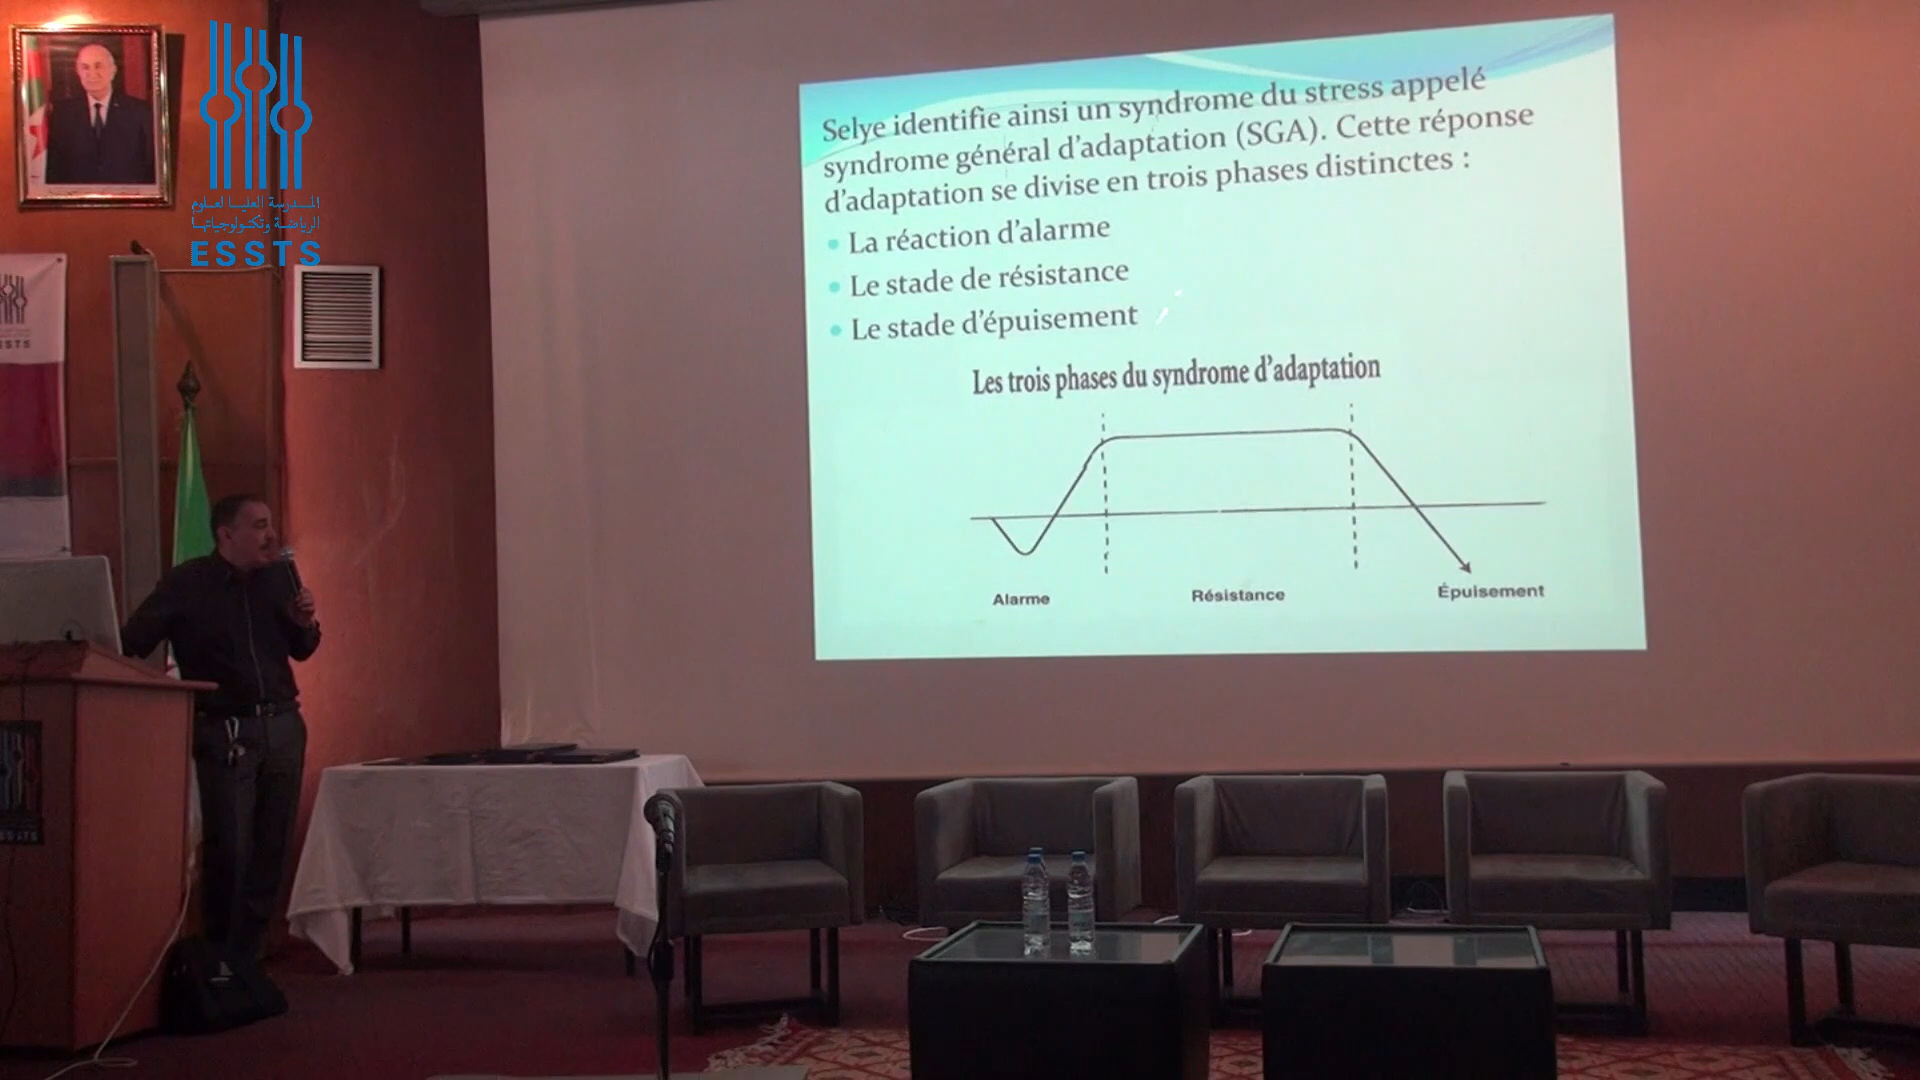 المدرسة العليا لعلوم
الرياضة وتكنولوجياتها
ESSTS
Selye identifie ainsi un syndrome du stress appelé
syndrome général d’adaptation (SGA). Cette réponse
d’adaptation se divise en trois phases distinctes :
• La réaction d’alarme
• Le stade de résistance
• Le stade d’épuisement
Les trois phases du syndrome d’adaptation
Alarme Résistance Épuisement